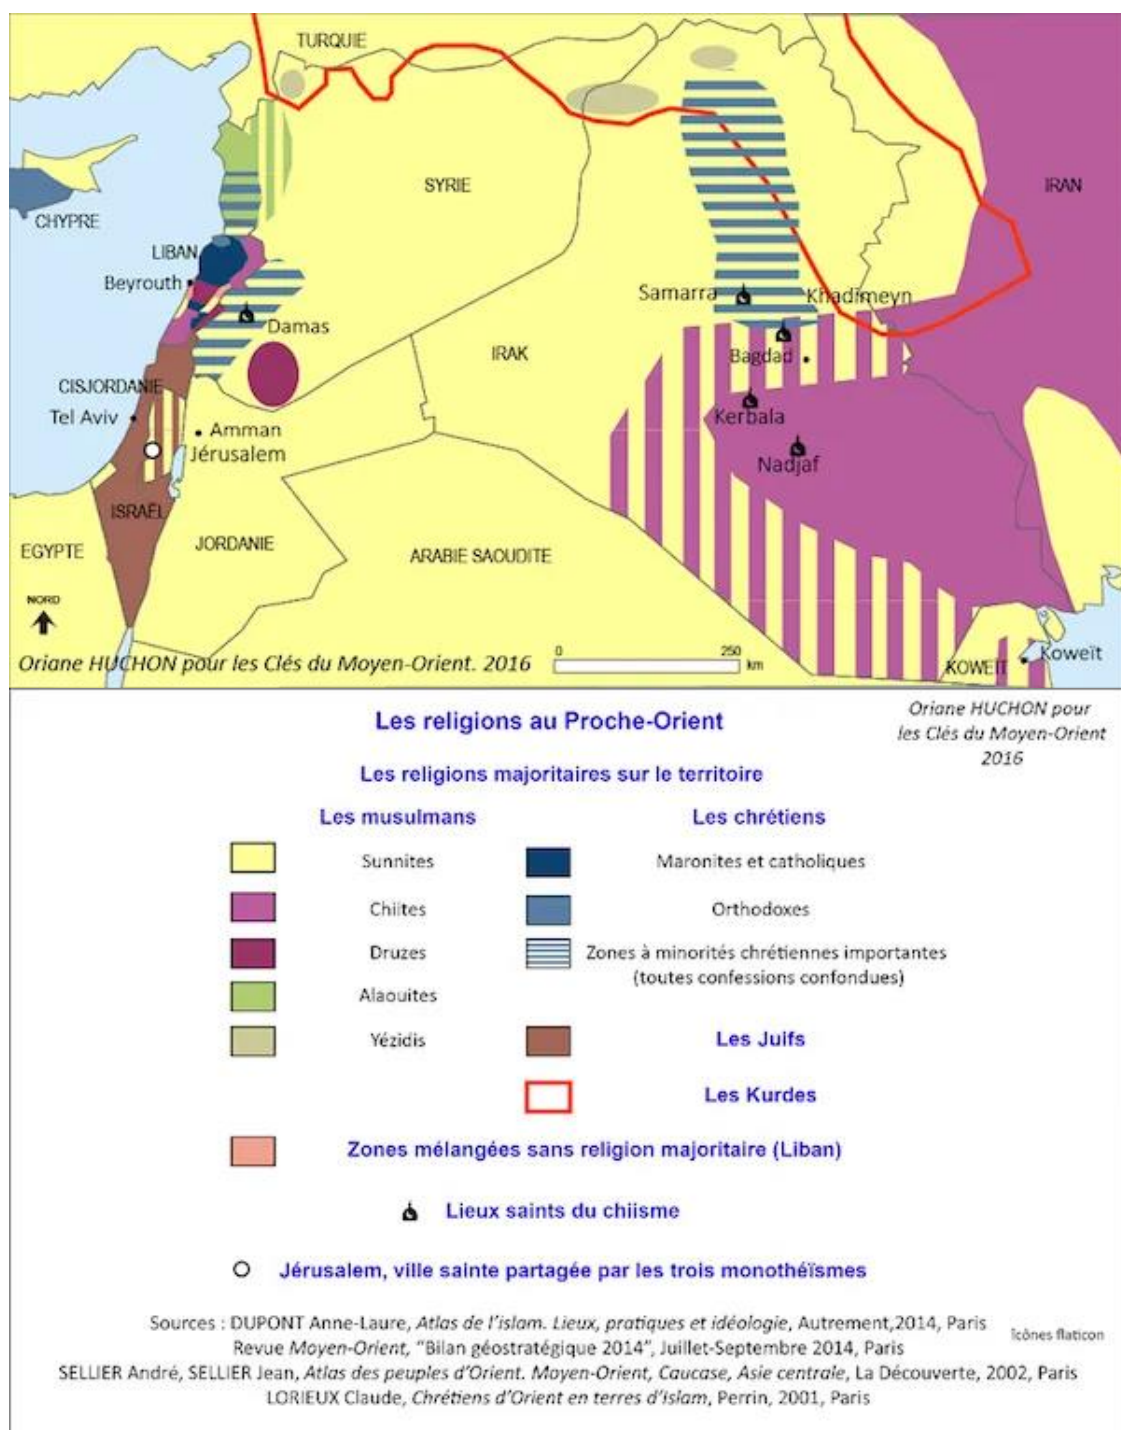 TURQUIE
SYRIE
IRAN
CHYPRE
LIBAN
Beyrouth
Samarra
Khadimeyn
Damas
IRAK
Bagdad
CISJORDANIE
Tel Aviv
Kerbala
Amman
Jérusalem
Nadjaf
ISRAËL
EGYPTE
JORDANIE
ARABIE SAOUDITE
NORD
Oriane HUCHON pour les Clés du Moyen-Orient. 2016
0 250
km
KOWEIT
Koweït
Les religions au Proche-Orient
Oriane HUCHON pour
les Clés du Moyen-Orient
2016
Les religions majoritaires sur le territoire
Les musulmans
Les chrétiens
Sunnites
Maronites et catholiques
Chiites
Orthodoxes
Druzes
Zones à minorités chrétiennes importantes
(toutes confessions confondues)
Alaouites
Yézidis
Les Juifs
Les Kurdes
Zones mélangées sans religion majoritaire (Liban)
Lieux saints du chiisme
Jérusalem, ville sainte partagée par les trois monothéïsmes
Sources : DUPONT Anne-Laure, Atlas de l'islam. Lieux, pratiques et idéologie, Autrement,2014, Paris
Icônes flaticon
Revue Moyen-Orient, "Bilan géostratégique 2014", Juillet-Septembre 2014, Paris
SELLIER André, SELLIER Jean, Atlas des peuples d'Orient. Moyen-Orient, Caucase, Asie centrale, La Découverte, 2002, Paris
LORIEUX Claude, Chrétiens d'Orient en terres d'islam, Perrin, 2001, Paris